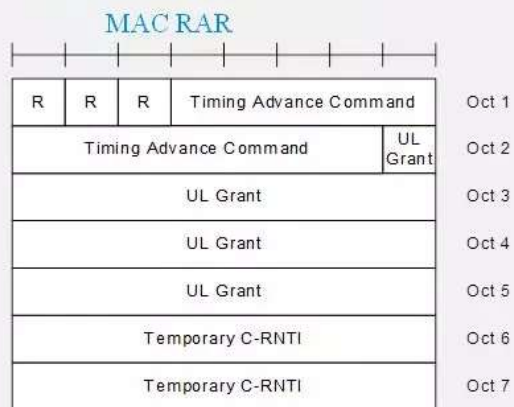 MAC RAR
R R R Timing Advance Command Oct 1
Timing Advance Command UL Grant Oct 2
UL Grant Oct 3
UL Grant Oct 4
UL Grant Oct 5
Temporary C-RNTI Oct 6
Temporary C-RNTI Oct 7